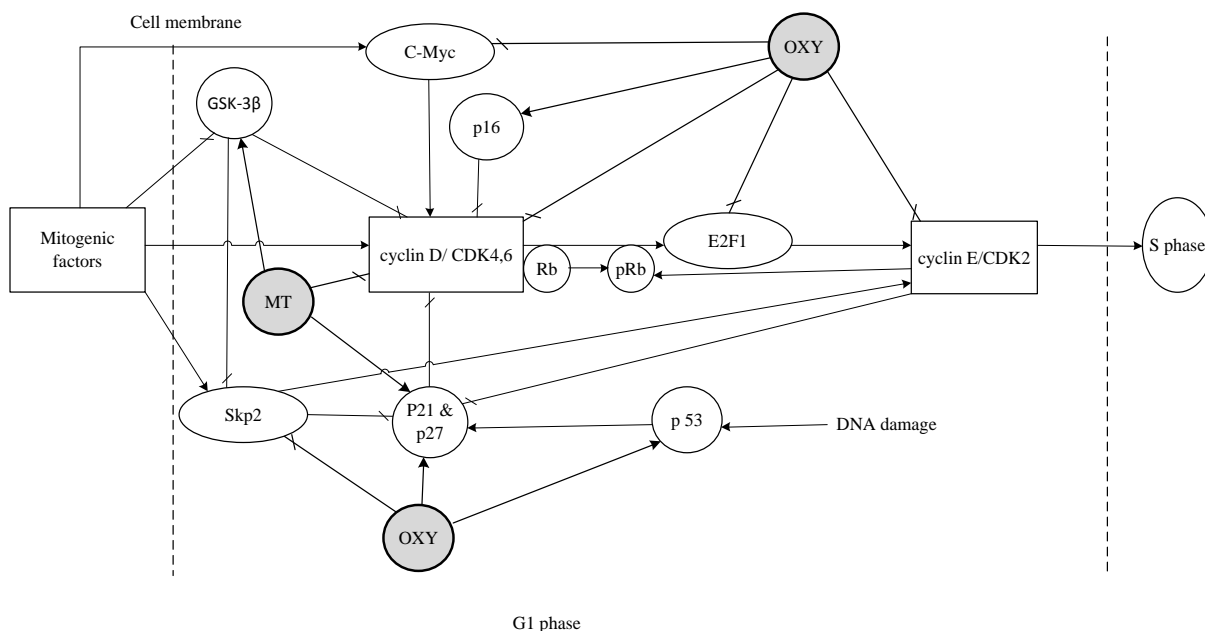 Cell membrane
C-Myc
OXY
GSK-3β
p16
Mitogenic
factors
cyclin D/ CDK4,6
Rb
pRb
E2F1
cyclin E/CDK2
S phase
MT
Skp2
P21 &
p27
p 53
DNA damage
OXY
G1 phase